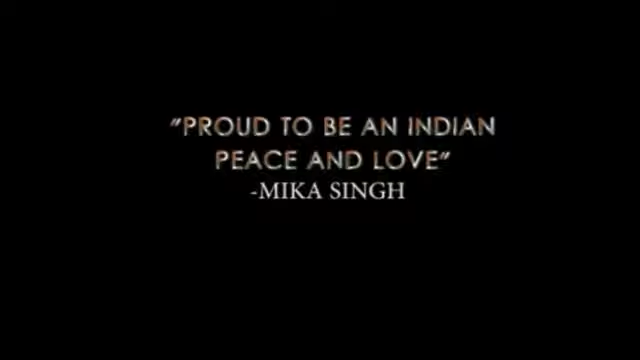 "PROUD TO BE AN INDIAN
PEACE AND LOVE"
-MIKA SINGH